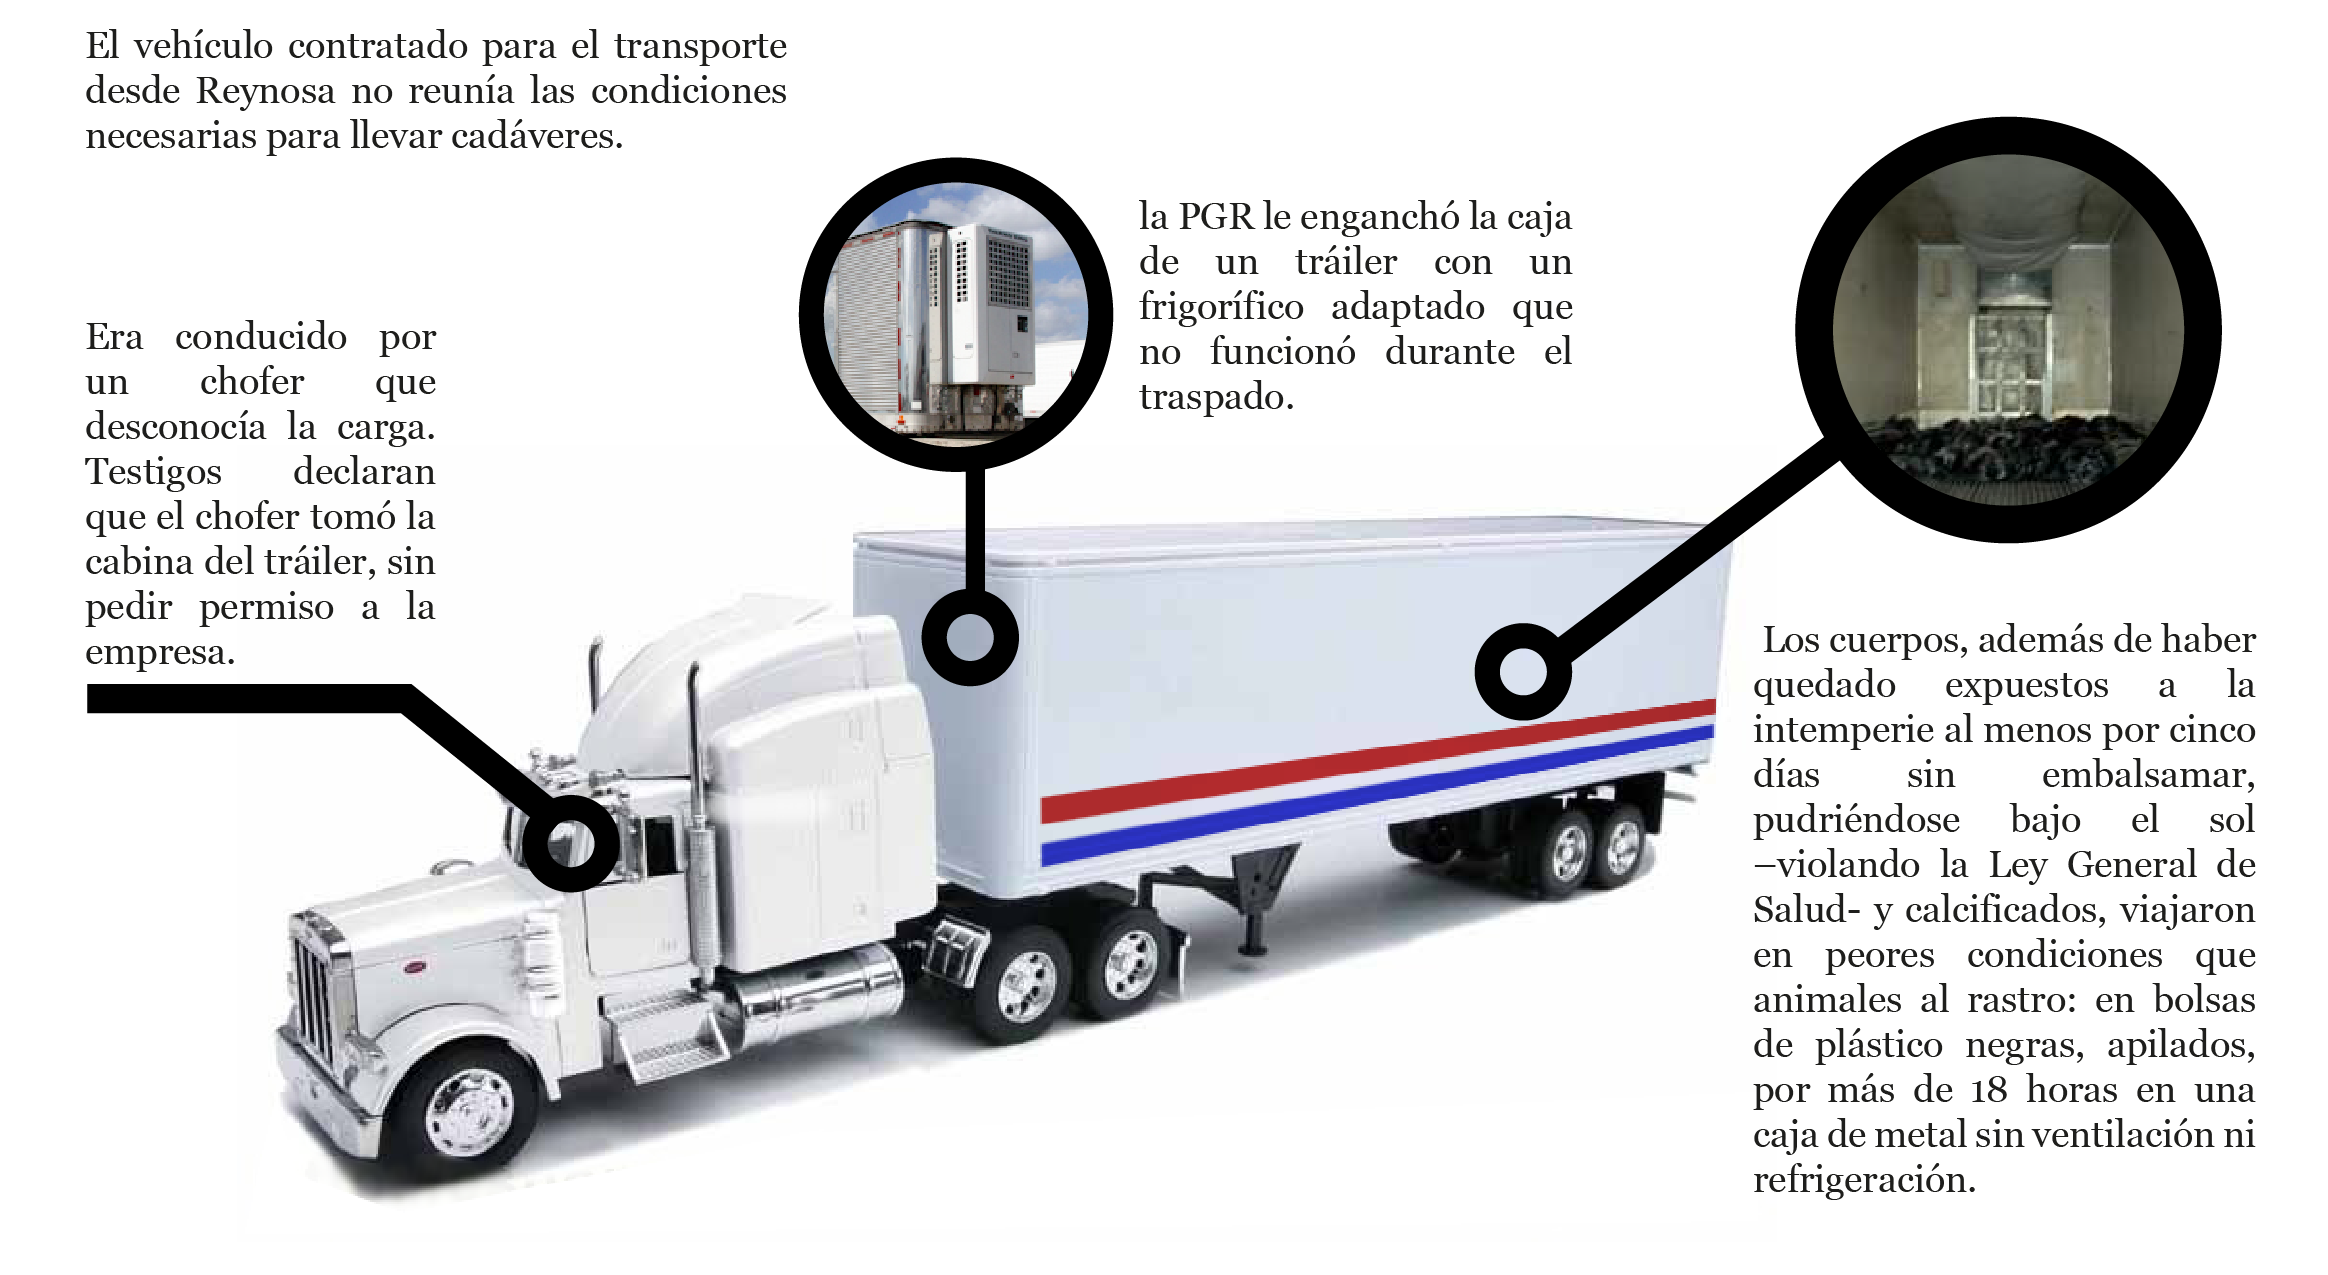 El vehículo contratado para el transporte
desde Reynosa no reunía las condiciones
necesarias para llevar cadáveres.
Era conducido por
un chofer que
desconocía la carga.
Testigos declaran
que el chofer tomó la
cabina del tráiler, sin
pedir permiso a la
empresa.
la PGR le enganchó la caja
de un tráiler con un
frigorífico adaptado que
no funcionó durante el
traspado.
Los cuerpos, además de haber
quedado expuestos a la
intemperie al menos por cinco
días sin embalsamar,
pudriéndose bajo el sol
–violando la Ley General de
Salud- y calcificados, viajaron
en peores condiciones que
animales al rastro: en bolsas
de plástico negras, apilados,
por más de 18 horas en una
caja de metal sin ventilación ni
refrigeración.